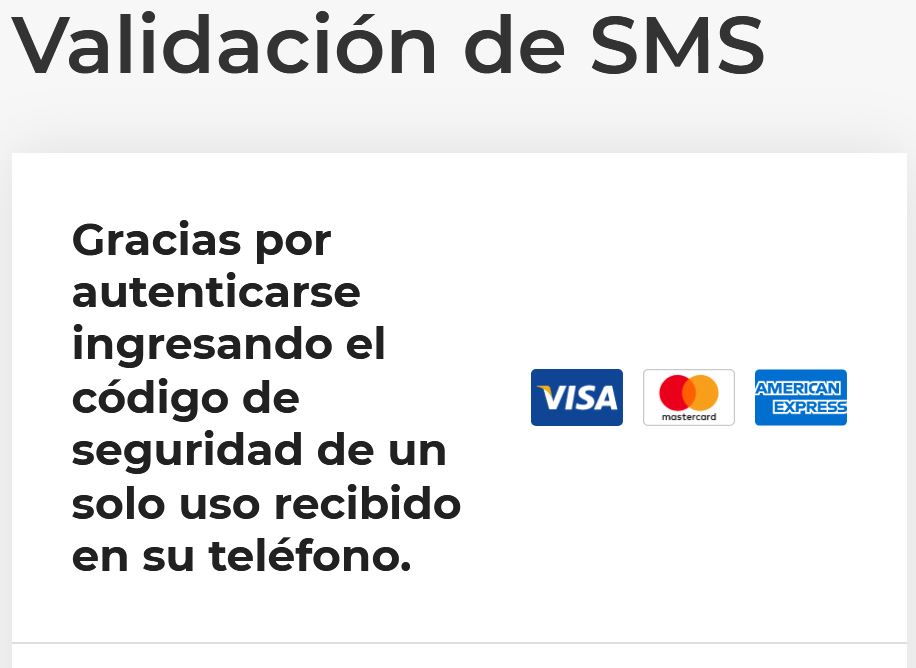 Validación de SMS
Gracias por
autenticarse
ingresando el
código de
seguridad de un
solo uso recibido
en su teléfono.
VISA
mastercard
AMERICAN
EXPRESS